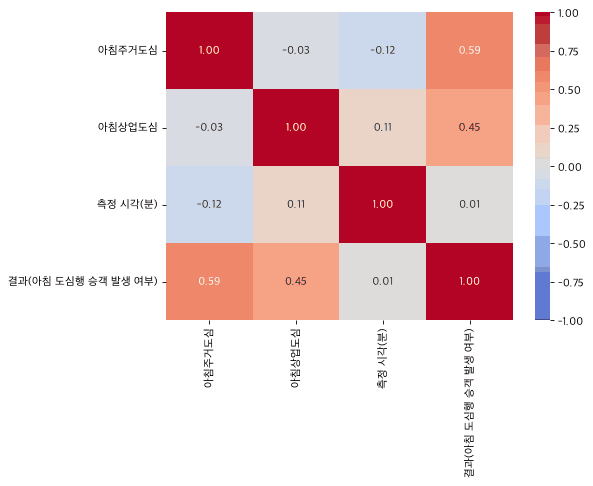 아침주거도심 1.00 -0.03 -0.12 0.59
아침상업도심 -0.03 1.00 0.11 0.45
측정 시각(분) -0.12 0.11 1.00 0.01
결과(아침 도심행 승객 발생 여부) 0.59 0.45 0.01 1.00
아침주거도심
아침상업도심
측정 시각(분)
결과(아침 도심행 승객 발생 여부)
1.00
0.75
0.50
0.25
0.00
-0.25
-0.50
-0.75
-1.00